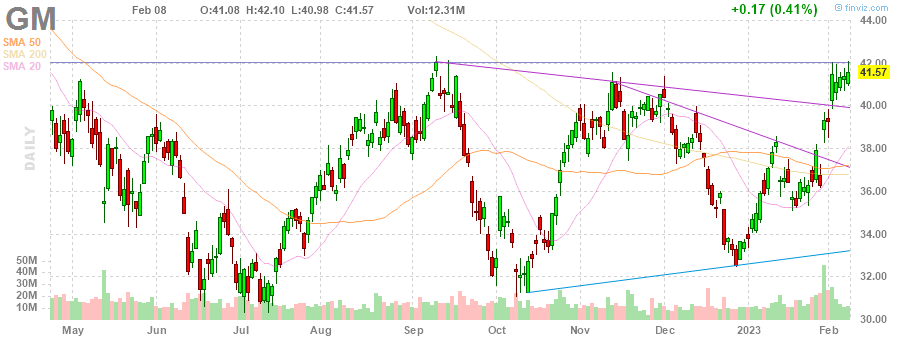 GM
Feb 08 O:41.08 H:42.10 L:40.98 C:41.57 Vol:12.31M +0.17 (0.41%)
© finviz.com
SMA 50
SMA 200
SMA 20
DAILY
44.00
42.00
41.57
40.00
38.00
36.00
34.00
32.00
30.00
50M
40M
30M
20M
10M
May Jun Jul Aug Sep Oct Nov Dec 2023 Feb